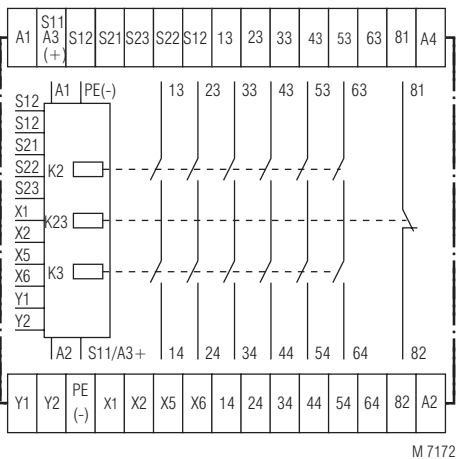 A1 S11 A3 (+) S12 S21 S23 S22 S12 13 23 33 43 53 63 81 A4
A1 PE(-) 13 23 33 43 53 63 81
S12
S12
S21
S22 K2
S23
X1
K23
X2
X5
X6 K3
Y1
Y2
A2 S11/A3+ 14 24 34 44 54 64 82
Y1 Y2 PE (-) X1 X2 X5 X6 14 24 34 44 54 64 82 A2
M 7172